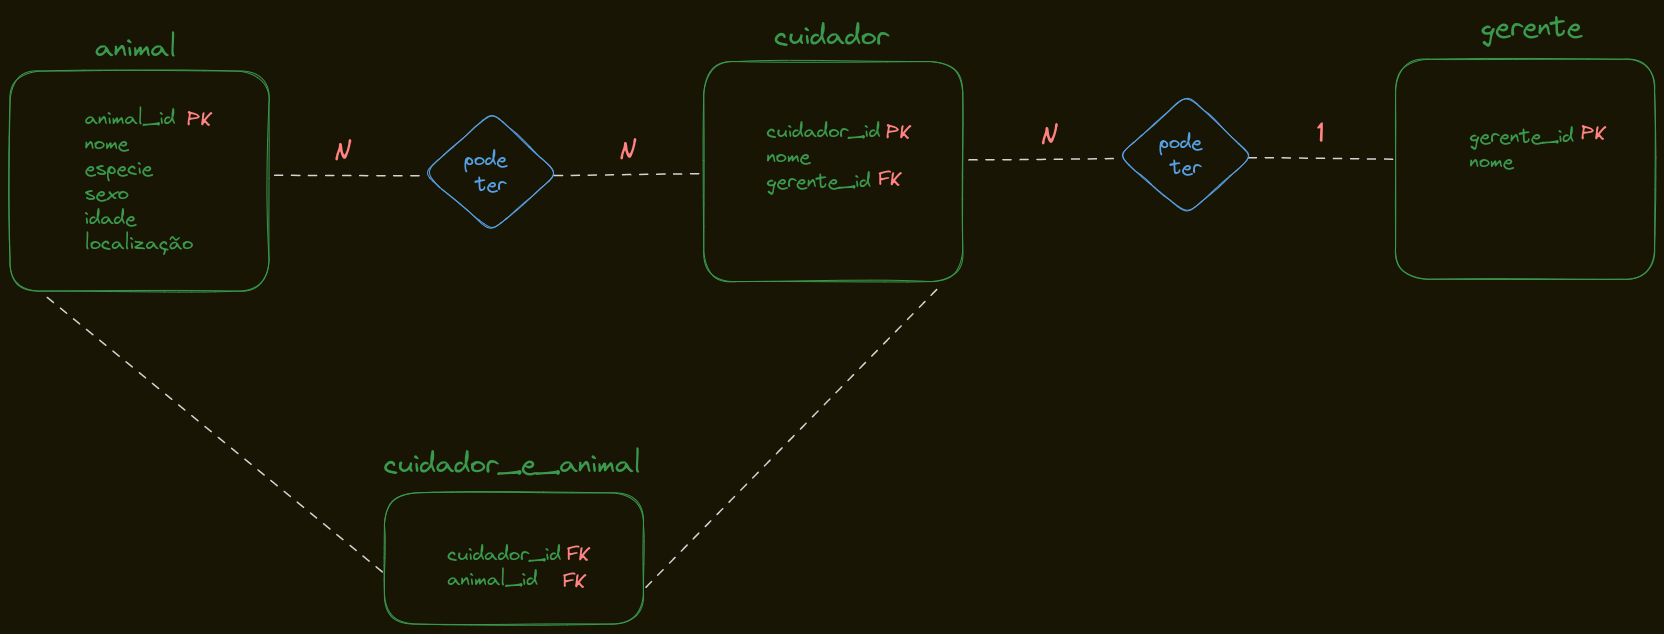 animal
animal_id PK
nome
especie
sexo
idade
localização
N
pode
ter
N
cuidador
cuidador_id PK
nome
gerente_id FK
N
pode
ter
1
gerente
gerente_id PK
nome
cuidador_e_animal
cuidador_id FK
animal_id FK